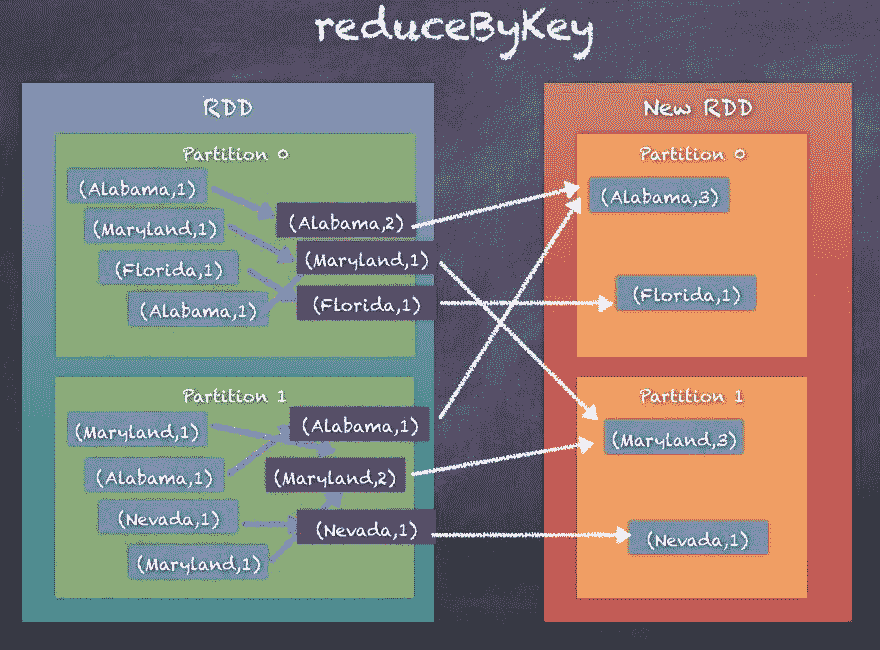 reduceByKey
RDD
Partition 0
(Alabama,1)
(Maryland,1)
(Florida,1)
(Alabama,1)
(Alabama,2)
(Maryland,1)
(Florida,1)
Partition 1
(Maryland,1)
(Alabama,1)
(Nevada,1)
(Maryland,1)
(Alabama,1)
(Maryland,2)
(Nevada,1)
New RDD
Partition 0
(Alabama,3)
(Florida,1)
Partition 1
(Maryland,3)
(Nevada,1)